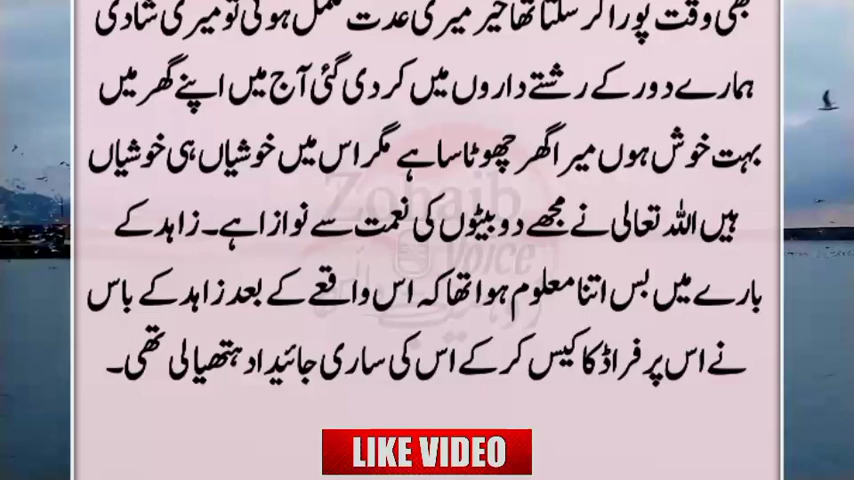 بھی وقت پورا کر سکتا تھا خیر میری عدت مکمل ہوئی تو میری شادی
ہمارے دور کے رشتے داروں میں کر دی گئی آج میں اپنے گھر میں
بہت خوش ہوں میرا گھر چھوٹا سا ہے مگر اس میں خوشیاں ہی خوشیاں
ہیں اللہ تعالی نے مجھے دو بیٹوں کی نعمت سے نوازا ہے۔ زاہد کے
بارے میں بس اتنا معلوم ہوا تھا کہ اس واقعے کے بعد زاہد کے باس
نے اس پر فراڈ کا کیس کر کے اس کی ساری جائیداد ہتھیا لی تھی۔
Zohaib
Voice
LIKE VIDEO